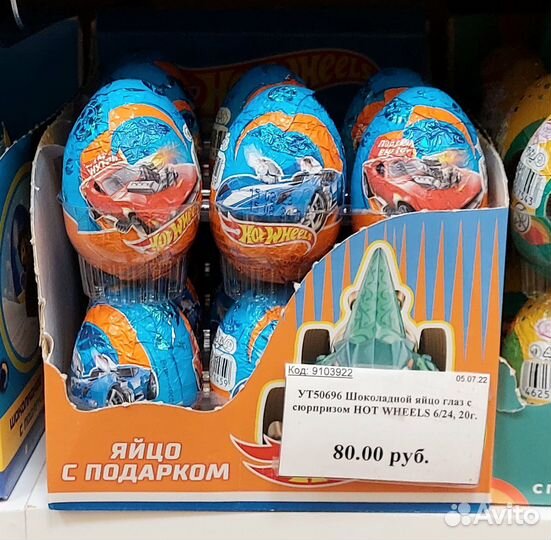 HOT WHEELS
HOT WHEELS
HOT WHEELS
Код: 9103922
05.07.22
УТ50696 Шоколадной яйцо глаз с
сюрпризом HOT WHEELS 6/24, 20г.
80.00 руб.
ЯЙЦО
С ПОДАРКОМ
Avito